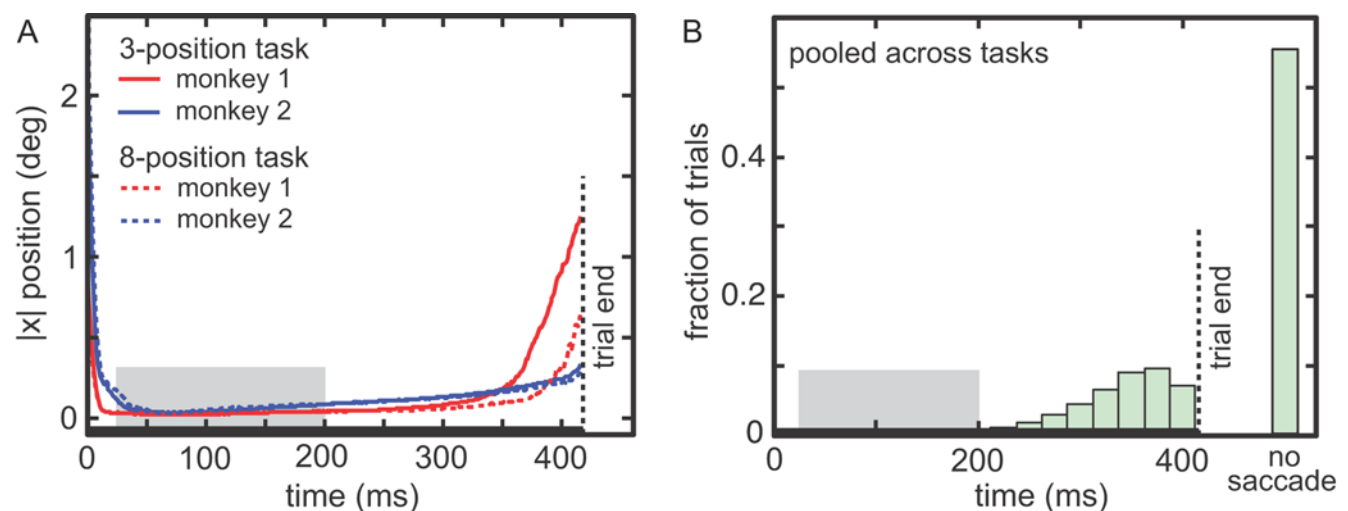 A
3-position task
monkey 1
monkey 2
8-position task
monkey 1
monkey 2
|x| position (deg)
2
1
0
trial end
0 100 200 300 400
time (ms)
B
pooled across tasks
fraction of trials
0.4
0.2
0
trial end
0 200 400
no
saccade
time (ms)